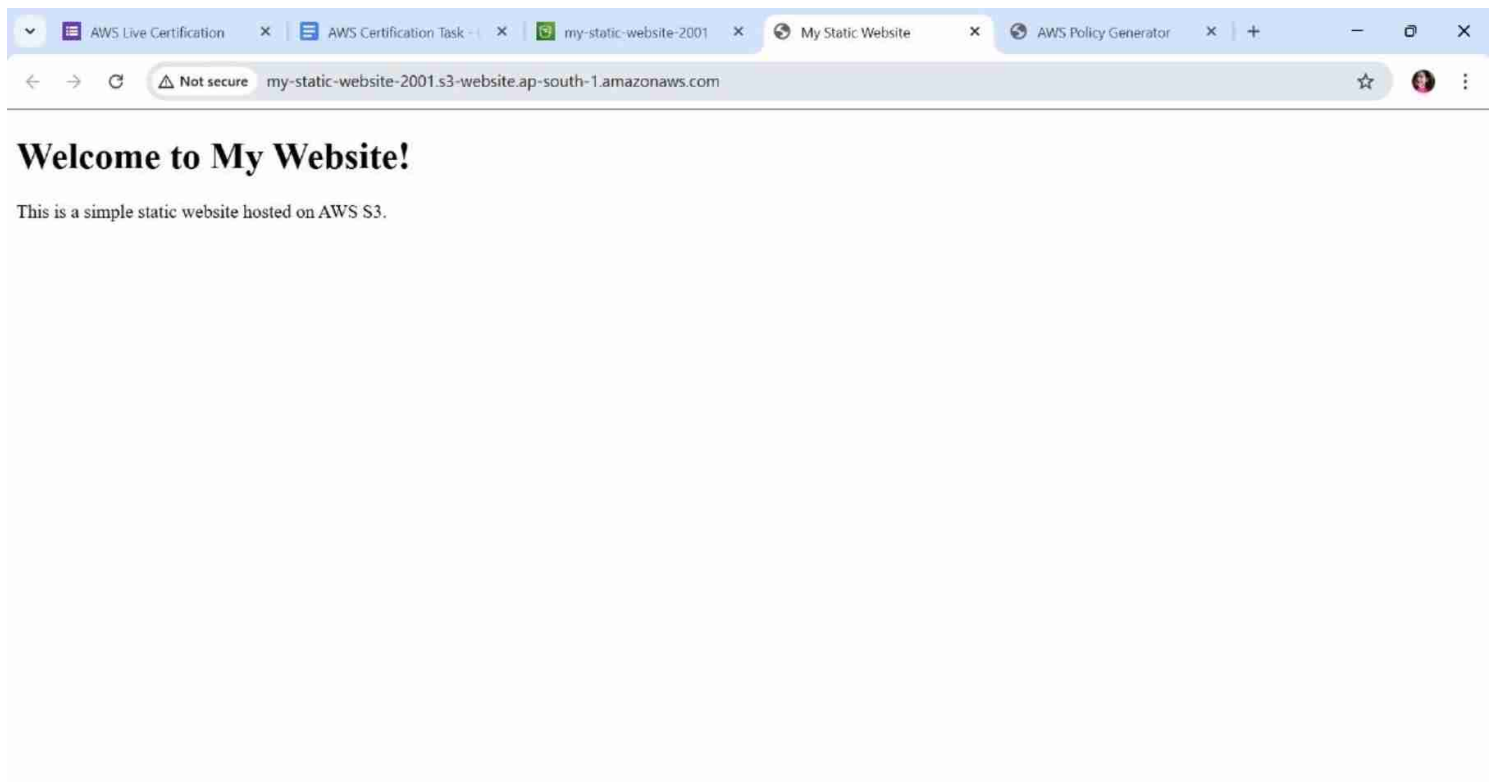 AWS Live Certification
AWS Certification Task -
my-static-website-2001
My Static Website
AWS Policy Generator
Not secure
my-static-website-2001.s3-website.ap-south-1.amazonaws.com
Welcome to My Website!
This is a simple static website hosted on AWS S3.